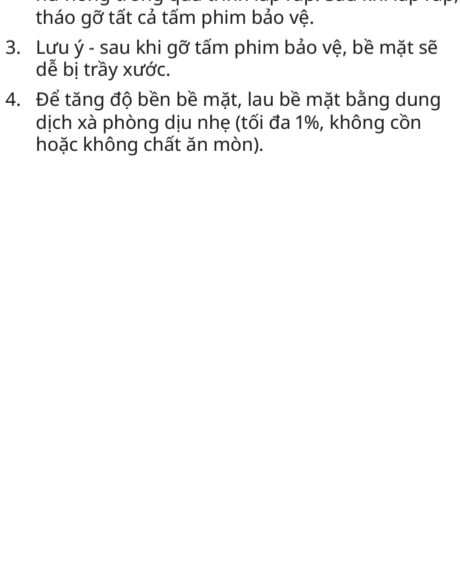 tháo gỡ tất cả tấm phim bảo vệ.
3. Lưu ý - sau khi gỡ tấm phim bảo vệ, bề mặt sẽ
dễ bị trầy xước.
4. Để tăng độ bền bề mặt, lau bề mặt bằng dung
dịch xà phòng dịu nhẹ (tối đa 1%, không cồn
hoặc không chất ăn mòn).